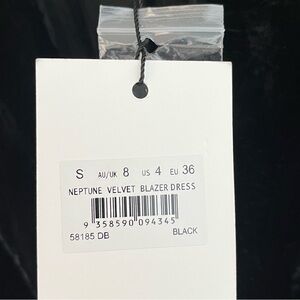 S AU/UK 8 US 4 EU 36
NEPTUNE VELVET BLAZER DRESS
9 358590 094345
58185 DB BLACK